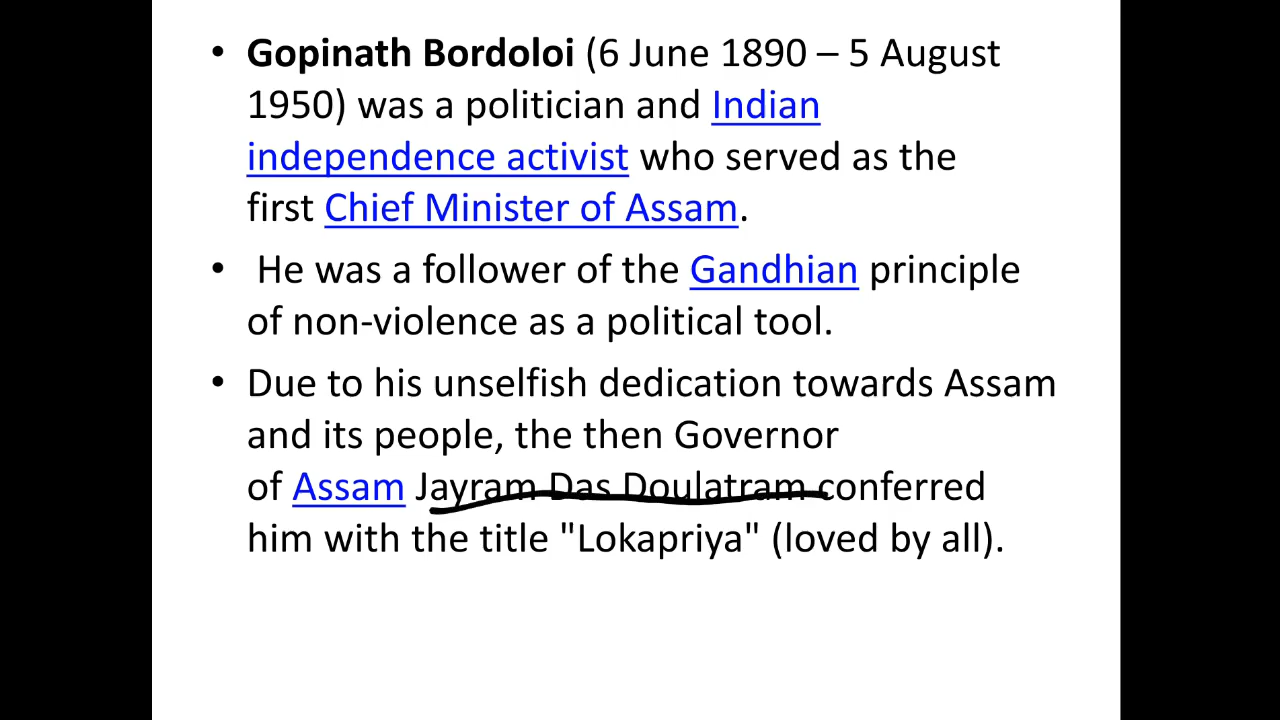 • Gopinath Bordoloi (6 June 1890 – 5 August
1950) was a politician and Indian
independence activist who served as the
first Chief Minister of Assam.
• He was a follower of the Gandhian principle
of non-violence as a political tool.
• Due to his unselfish dedication towards Assam
and its people, the then Governor
of Assam Jayram Das Doulatram conferred
him with the title "Lokapriya" (loved by all).